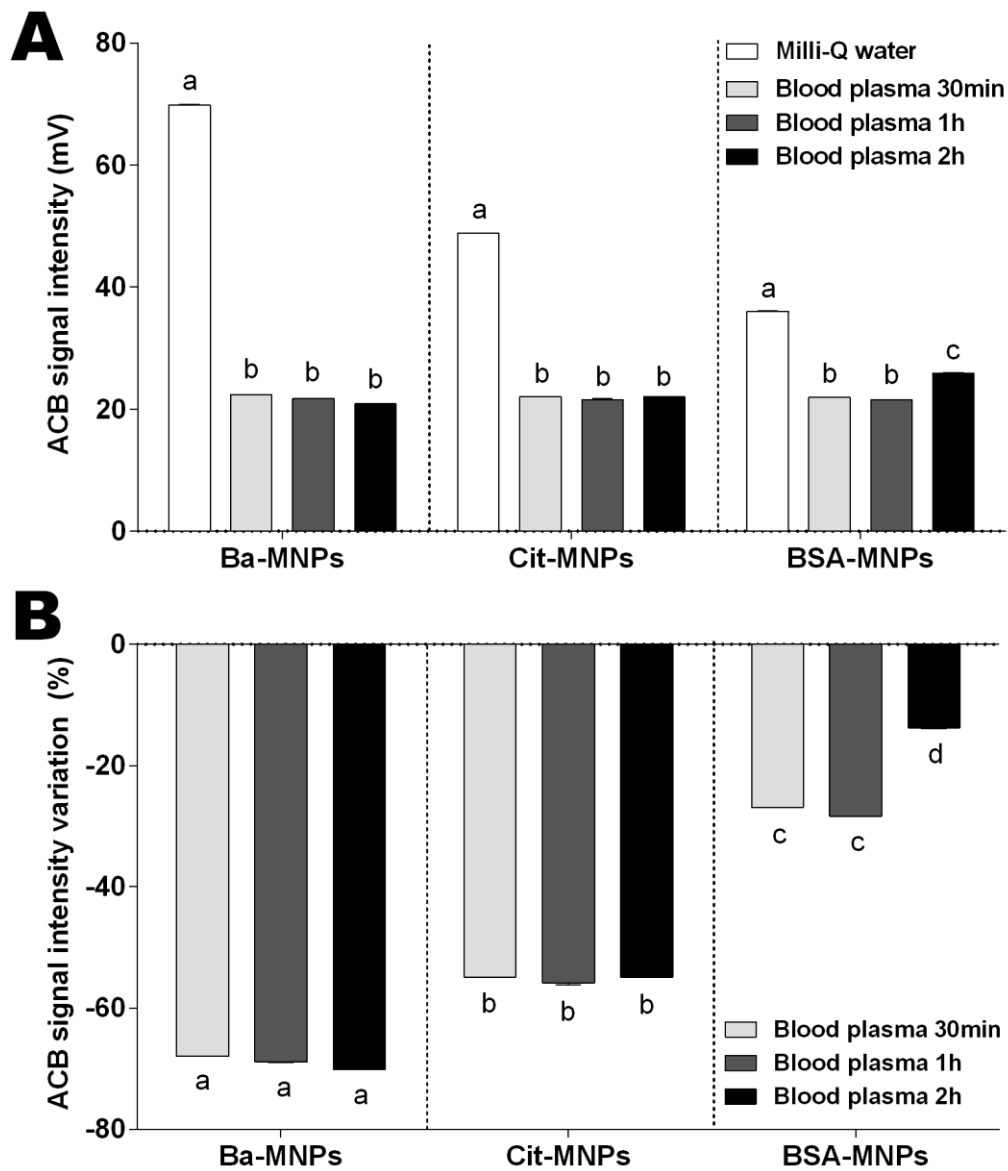 A
ACB signal intensity (mV)
80
60
40
20
0
Milli-Q water
Blood plasma 30min
Blood plasma 1h
Blood plasma 2h
a
b
b
b
a
b
b
b
a
b
b
c
Ba-MNPs
Cit-MNPs
BSA-MNPs
B
ACB signal intensity variation (%)
0
-20
-40
-60
-80
a
a
a
b
b
b
c
c
d
Blood plasma 30min
Blood plasma 1h
Blood plasma 2h
Ba-MNPs
Cit-MNPs
BSA-MNPs